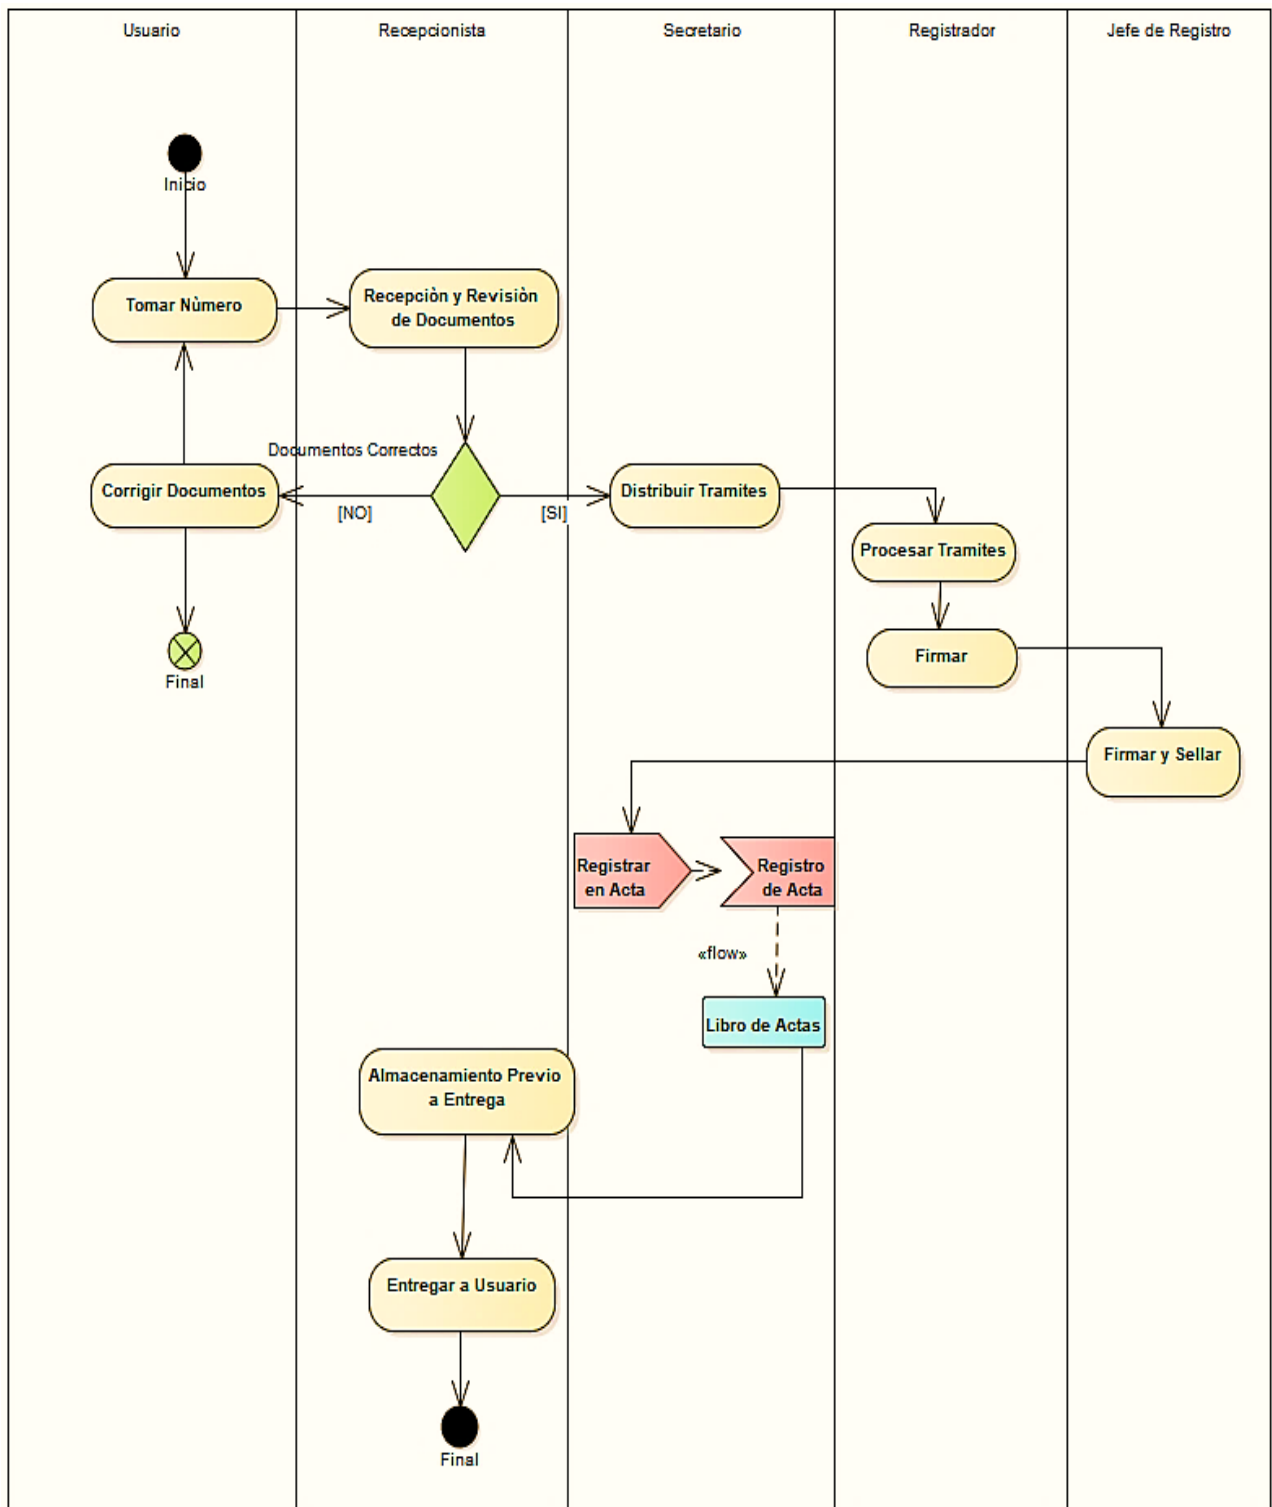 Usuario
Recepcionista
Secretario
Registrador
Jefe de Registro
Inicio
Tomar Nùmero
Recepciòn y Revisiòn
de Documentos
Documentos Correctos
Corrigir Documentos
[NO]
[SI]
Distribuir Tramites
Procesar Tramites
Firmar
Final
Firmar y Sellar
Registrar
en Acta
Registro
de Acta
«flow»
Libro de Actas
Almacenamiento Previo
a Entrega
Entregar a Usuario
Final